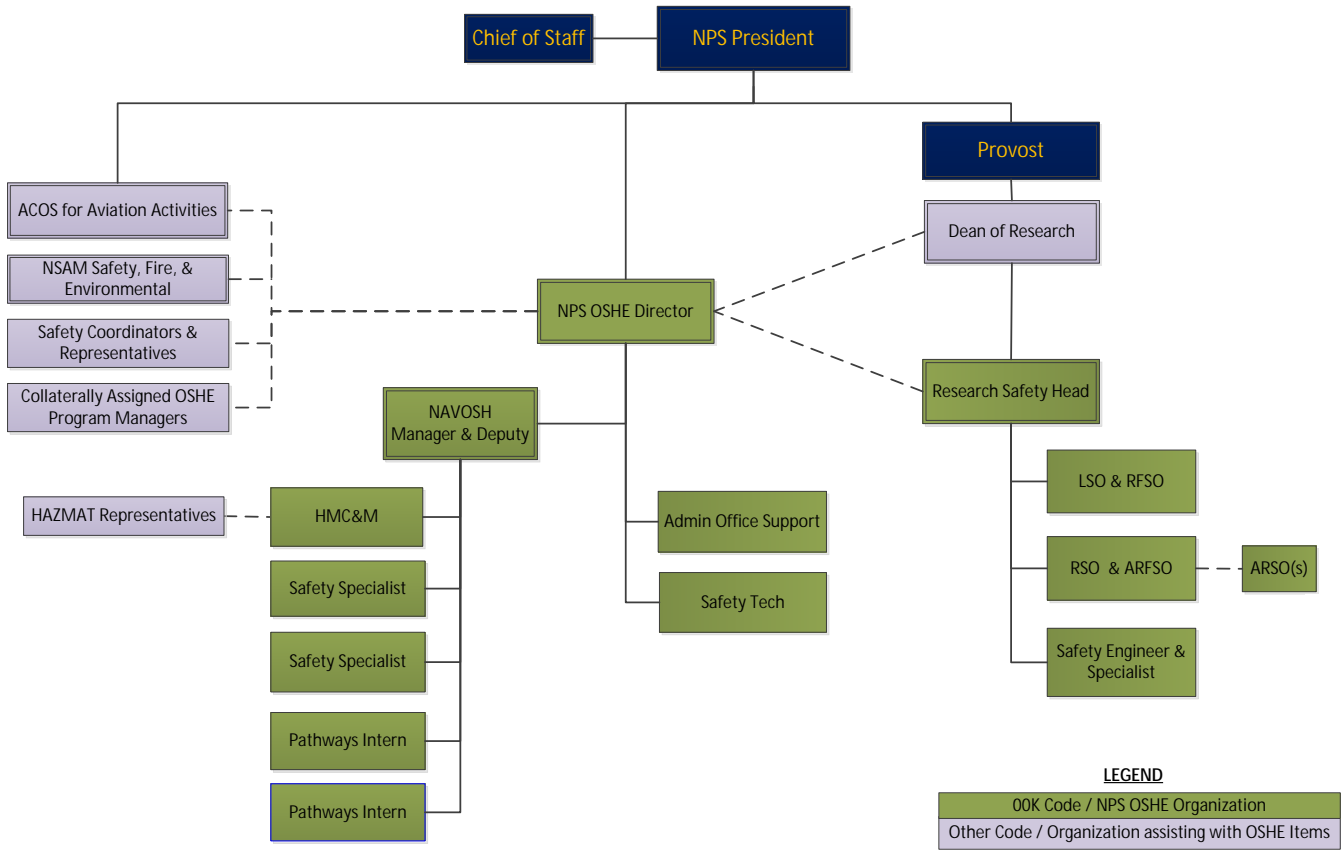 Chief of Staff
NPS President
Provost
ACOS for Aviation Activities
Dean of Research
NSAM Safety, Fire, &
Environmental
NPS OSHE Director
Safety Coordinators &
Representatives
Collaterally Assigned OSHE
Program Managers
NAVOSH
Manager & Deputy
Research Safety Head
HAZMAT Representatives
HMC&M
Admin Office Support
LSO & RFSO
Safety Specialist
Safety Tech
RSO & ARFSO
ARSO(s)
Safety Specialist
Safety Engineer &
Specialist
Pathways Intern
Pathways Intern
LEGEND
00K Code / NPS OSHE Organization
Other Code / Organization assisting with OSHE Items